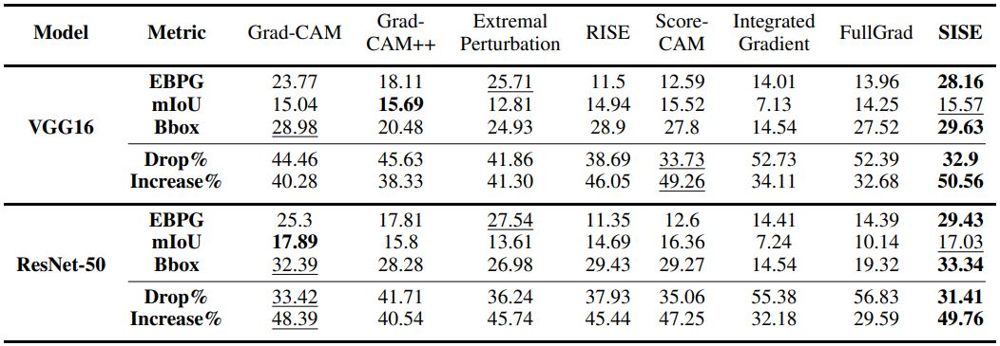 Model Metric Grad-CAM Grad-CAM++ Extremal Perturbation RISE Score-CAM Integrated Gradient FullGrad SISE
EBPG 23.77 18.11 25.71 11.5 12.59 14.01 13.96 28.16
mIoU 15.04 15.69 12.81 14.94 15.52 7.13 14.25 15.57
VGG16 Bbox 28.98 20.48 24.93 28.9 27.8 14.54 27.52 29.63
Drop% 44.46 45.63 41.86 38.69 33.73 52.73 52.39 32.9
Increase% 40.28 38.33 41.30 46.05 49.26 34.11 32.68 50.56
EBPG 25.3 17.81 27.54 11.35 12.6 14.41 14.39 29.43
mIoU 17.89 15.8 13.61 14.69 16.36 7.24 10.14 17.03
ResNet-50 Bbox 32.39 28.28 26.98 29.43 29.27 14.54 19.32 33.34
Drop% 33.42 41.71 36.24 37.93 35.06 55.38 56.83 31.41
Increase% 48.39 40.54 45.74 45.44 47.25 32.18 29.59 49.76